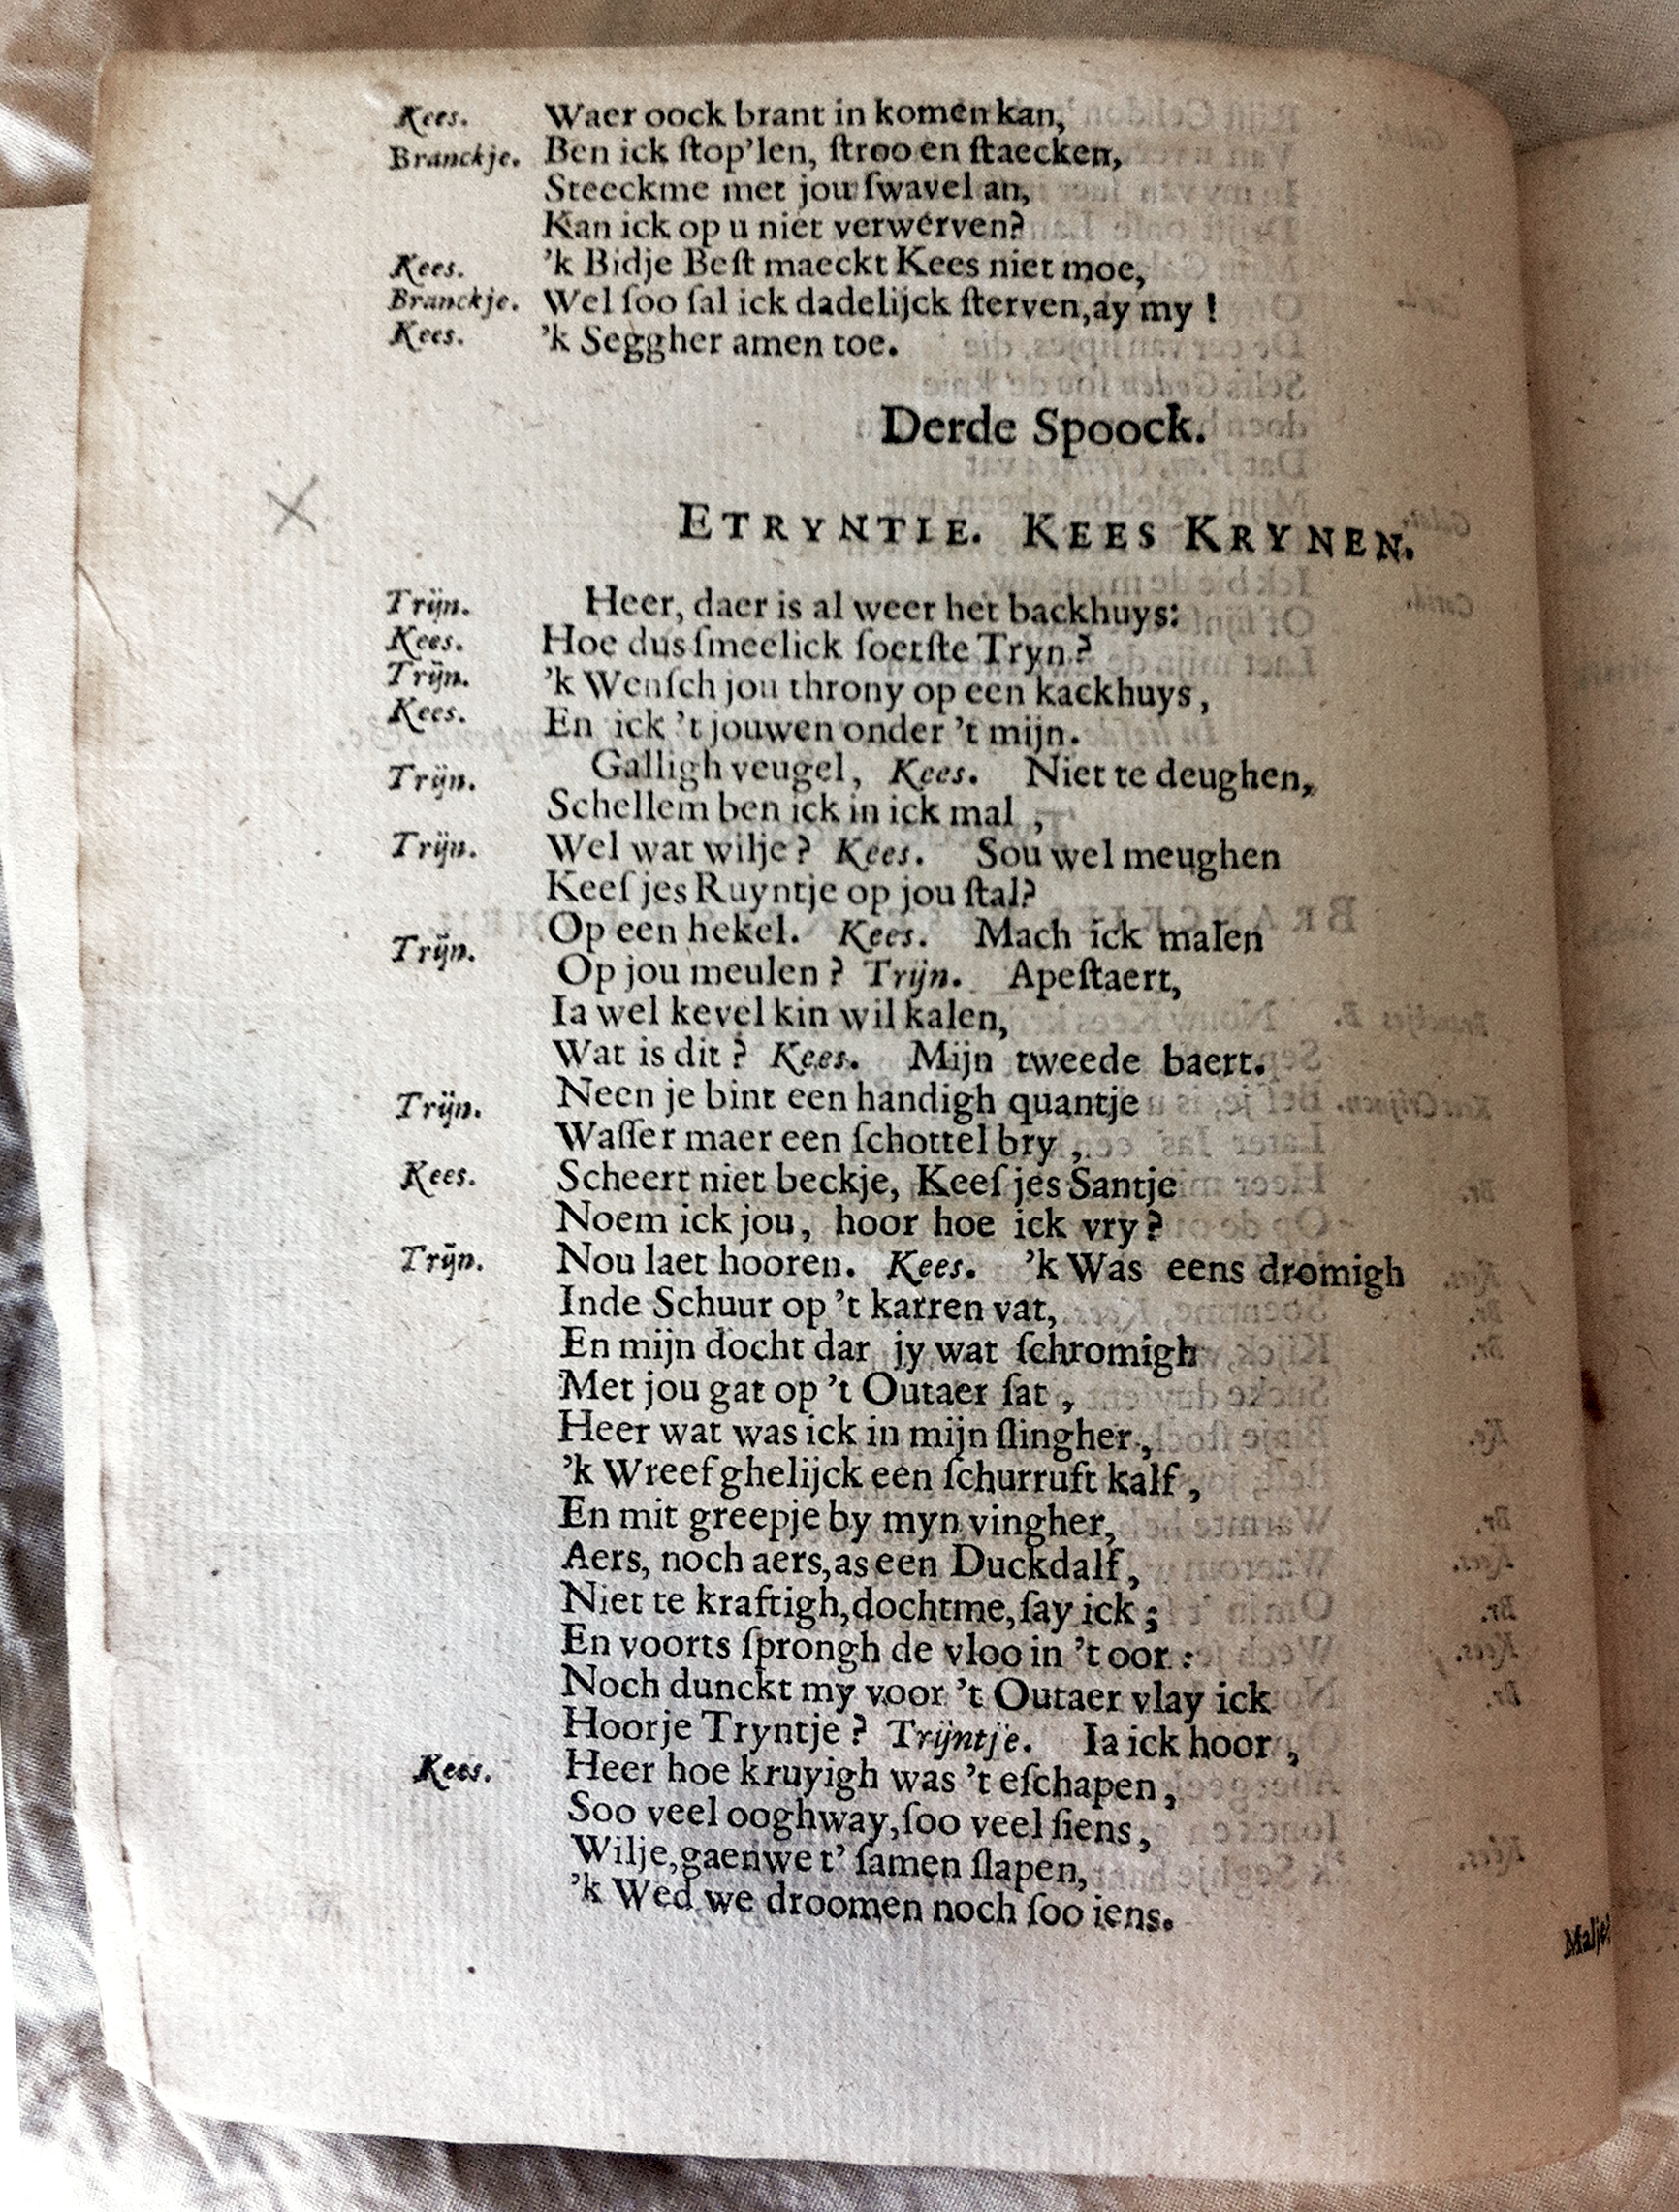 Kees. Waer oock brant in komen kan,
Branckje. Ben ick ſtop'len, ſtroo en ſtaecken,
Steeckme met jou ſwavel an,
Kan ick op u niet verwerven?
Kees. 'k Bidje Beſt maeckt Kees niet moe,
Branckje. Wel ſoo ſal ick dadelijck ſterven, ay my !
Kees. 'k Seggher amen toe.
Derde Spoock.
ETRYNTIE. KEES KRYNEN.
Trijn. Heer, daer is al weer het backhuys:
Kees. Hoe dus ſmeelick ſoetſte Tryn?
Trijn. 'k Wenſch jou throny op een kackhuys,
Kees. En ick 't jouwen onder 't mijn.
Trijn. Galligh veugel, Kees. Niet te deughen,
Schellem ben ick in ick mal ,
Trijn. Wel wat wilje? Kees. Sou wel meughen
Keeſjes Ruyntje op jou ſtal?
Trijn. Op een hekel. Kees. Mach ick malen
Op jou meulen? Trijn. Apeſtaert,
Ia wel kevel kin wil kalen,
Wat is dit? Kees. Mijn tweede baert.
Trijn. Neen je bint een handigh quantje
Waſſer maer een ſchottel bry ,
Kees. Scheert niet beckje, Keeſjes Santje
Noem ick jou, hoor hoe ick vry?
Trijn. Nou laet hooren. Kees. 'k Was eens dromigh
Inde Schuur op 't karren vat,
En mijn docht dar jy wat ſchromigh
Met jou gat op 't Outaer ſat ,
Heer wat was ick in mijn ſlingher,
'k Wreef ghelijck een ſchurruft kalf,
En mit greepje by myn vingher,
Aers, noch aers, as een Duckdalf,
Niet te kraftigh, dochtme, ſay ick ;
En voorts ſprongh de vloo in 't oor :
Noch dunckt my voor 't Outaer vlay ick
Hoorje Tryntje? Trijntje. Ia ick hoor ,
Kees. Heer hoe kruyigh was 't eſchapen,
Soo veel ooghway, ſoo veel ſiens,
Wilje, gaenwe t' ſamen ſlapen,
'k Wed we droomen noch ſoo iens.
Malje?